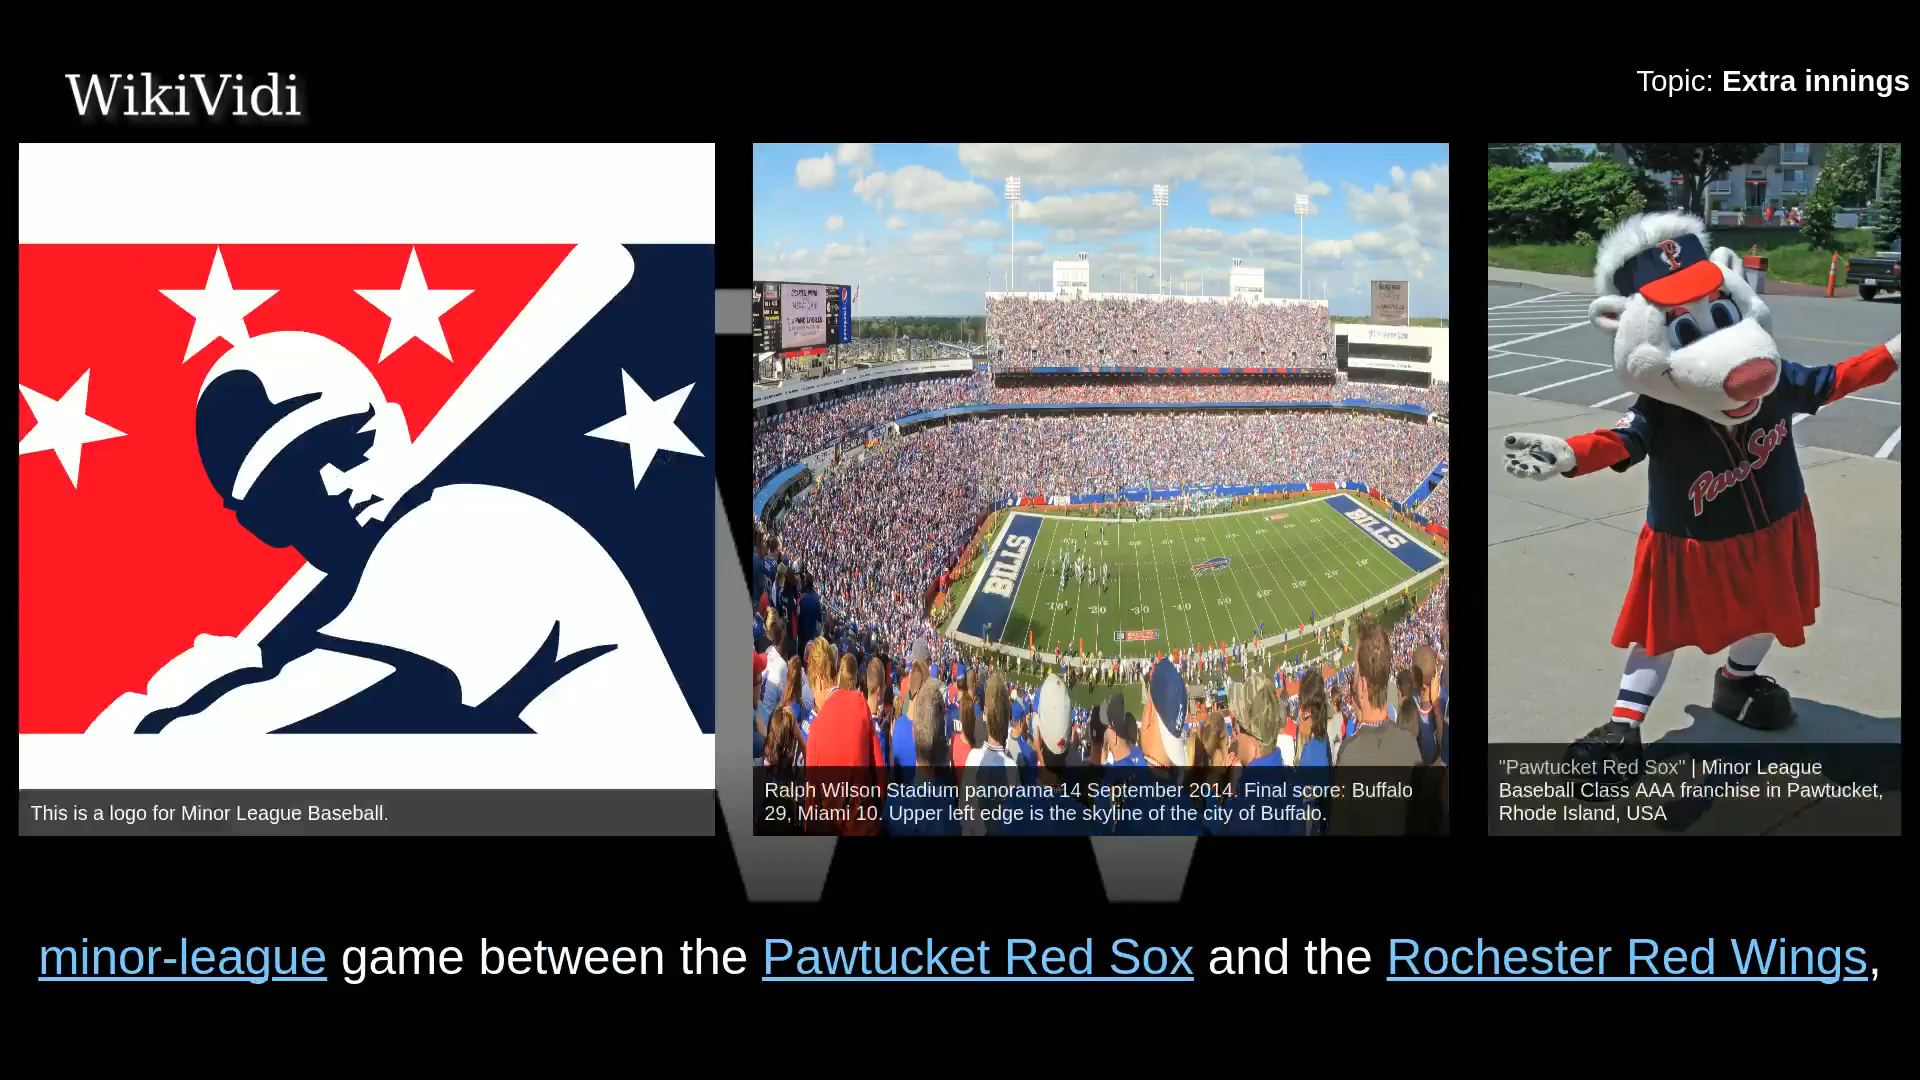 WikiVidi
Topic: Extra innings
BILLS
BILLS
PawSox
P
This is a logo for Minor League Baseball.
Ralph Wilson Stadium panorama 14 September 2014. Final score: Buffalo
29, Miami 10. Upper left edge is the skyline of the city of Buffalo.
"Pawtucket Red Sox" | Minor League
Baseball Class AAA franchise in Pawtucket,
Rhode Island, USA
minor-league game between the Pawtucket Red Sox and the Rochester Red Wings,